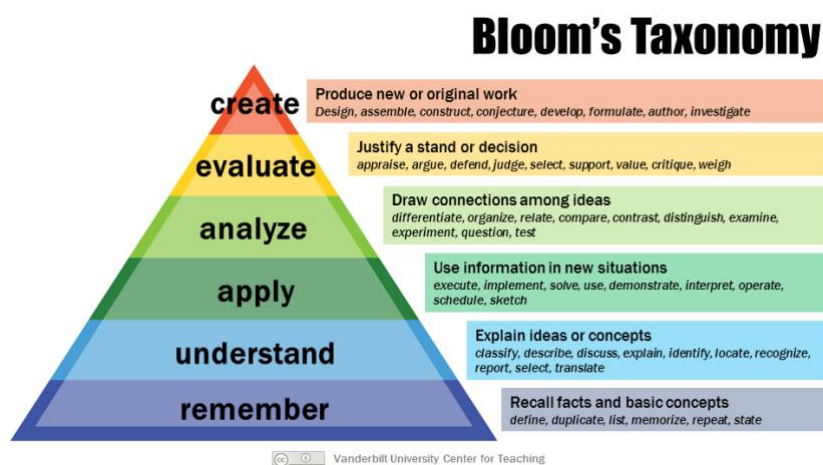 Bloom's Taxonomy
create
Produce new or original work
Design, assemble, construct, conjecture, develop, formulate, author, investigate
evaluate
Justify a stand or decision
appraise, argue, defend, judge, select, support, value, critique, weigh
analyze
Draw connections among ideas
differentiate, organize, relate, compare, contrast, distinguish, examine,
experiment, question, test
apply
Use information in new situations
execute, implement, solve, use, demonstrate, interpret, operate,
schedule, sketch
understand
Explain ideas or concepts
classify, describe, discuss, explain, identify, locate, recognize,
report, select, translate
remember
Recall facts and basic concepts
define, duplicate, list, memorize, repeat, state
cc Vanderbilt University Center for Teaching